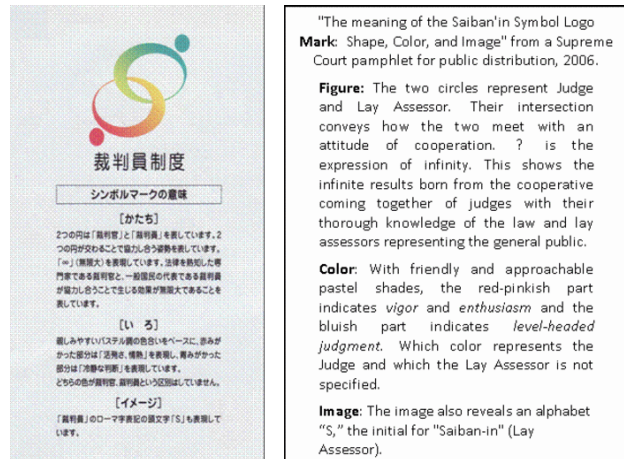 裁判員制度
シンボルマークの意味
［かたち］
2つの円は「裁判官」と「裁判員」を表しています。2
つの円が交わることで協力し合う姿勢を表しています。
「∞」（無限大）を表現しています。法律を熟知した専
門家である裁判官と、一般国民の代表である裁判員
が協力し合うことで生じる効果が無限大であることを
表しています。
［いろ］
親しみやすいパステル調の色合いをベースに、赤みが
かった部分は「活発さ、情熱」を表現し、青みがかった
部分は「冷静な判断」を表現しています。
どちらの色が裁判官、裁判員という区別はしていません。
［イメージ］
「裁判員」のローマ字表記の頭文字「S」も表現して
います。
"The meaning of the Saiban'in Symbol Logo
Mark: Shape, Color, and Image" from a Supreme
Court pamphlet for public distribution, 2006.
Figure: The two circles represent Judge
and Lay Assessor. Their intersection
conveys how the two meet with an
attitude of cooperation. ? is the
expression of infinity. This shows the
infinite results born from the cooperative
coming together of judges with their
thorough knowledge of the law and lay
assessors representing the general public.
Color: With friendly and approachable
pastel shades, the red-pinkish part
indicates vigor and enthusiasm and the
bluish part indicates level-headed
judgment. Which color represents the
Judge and which the Lay Assessor is not
specified.
Image: The image also reveals an alphabet
“S,” the initial for "Saiban-in" (Lay
Assessor).